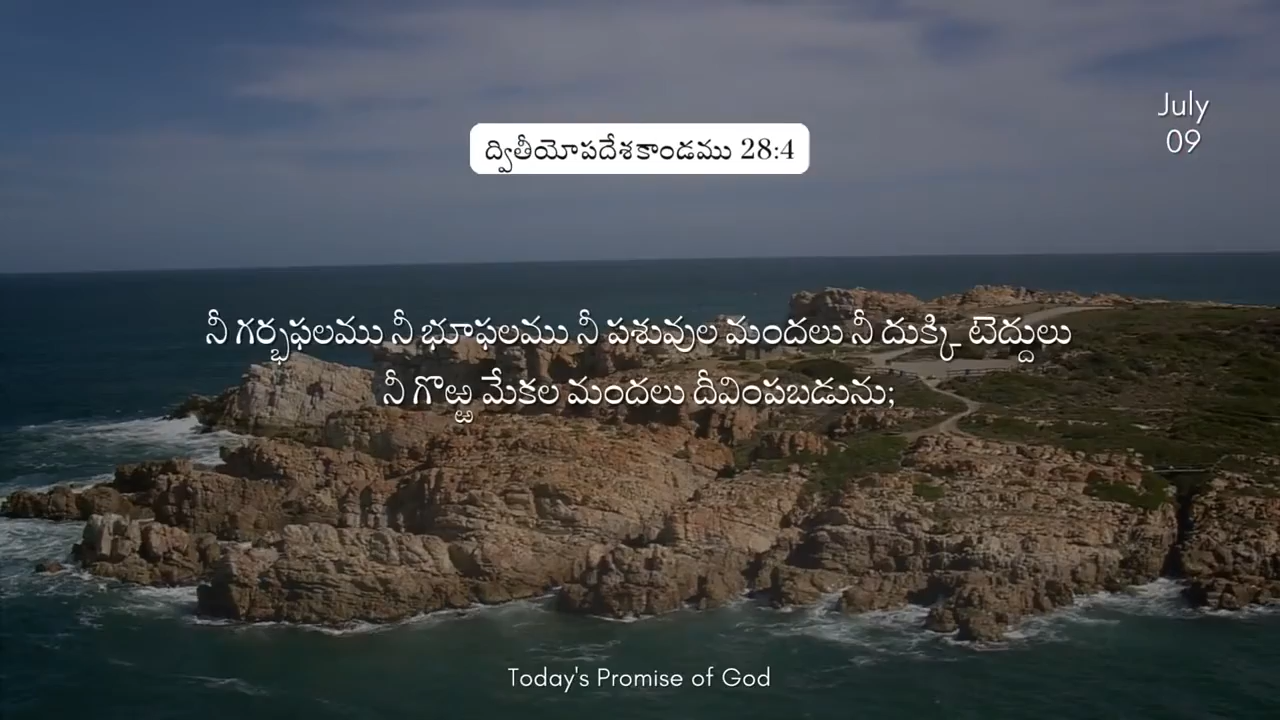 July
09
ద్వితీయోపదేశకాండము 28:4
నీ గర్భఫలము నీ భూఫలము నీ పశువుల మందలు నీ దుక్కి టెద్దులు
నీ గొఱ్ఱ మేకల మందలు దీవింపబడును;
Today's Promise of God